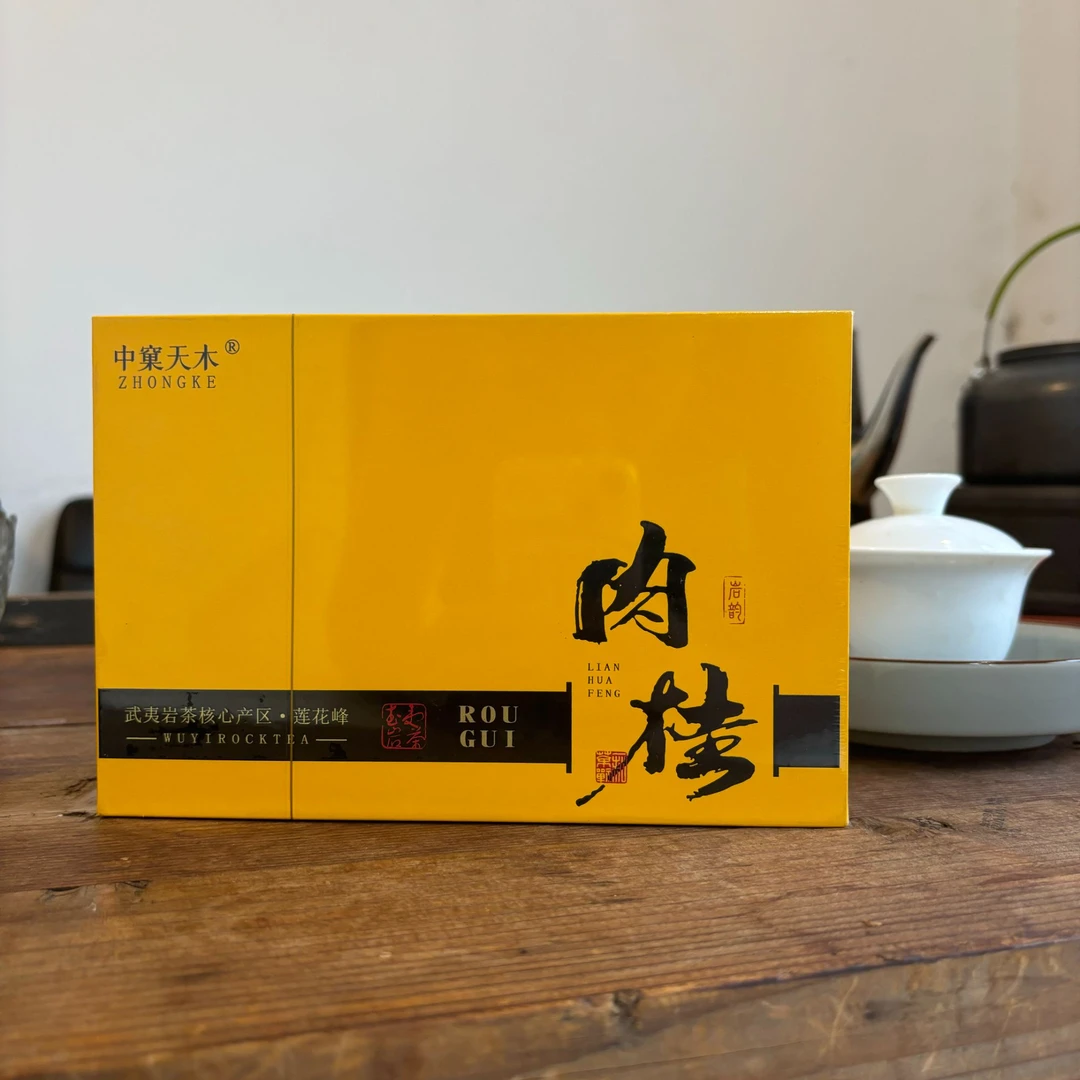 中窠天木®
ZHONGKE
肉桂
岩韵
LIAN
HUA
FENG
武夷岩茶核心产区·莲花峰
WUYIROCKTEA
ROU
GUI